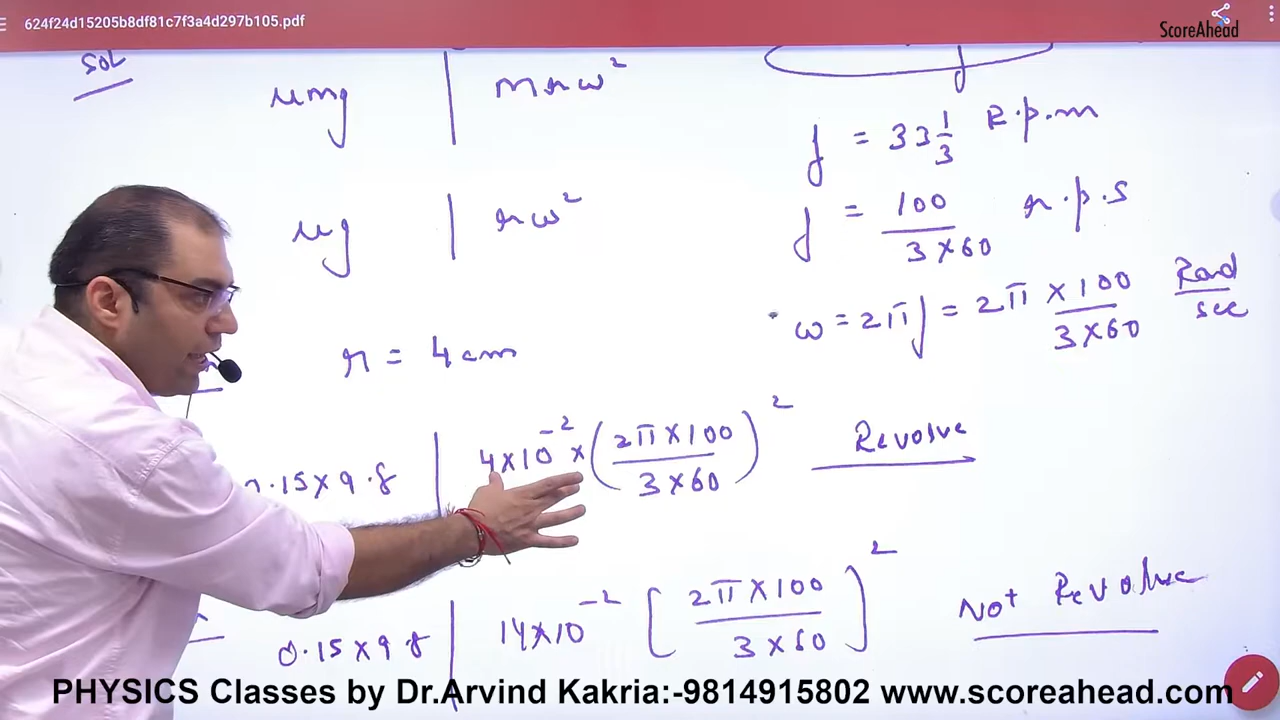 624f24d15205b8df81c7f3a4d297b105.pdf
ScoreAhead
Sol
μmg | mrω²
f = 33 1/3 R.p.m
μg | rω²
f = 100/(3×60) r.p.s
ω = 2πf = 2π × 100/(3×60) Rad/sec
r = 4cm
.15×9.8 | 4×10⁻² × (2π×100/(3×60))² Revolve
0.15×9.8 | 14×10⁻² [2π×100/(3×60)]² Not Revolve
PHYSICS Classes by Dr.Arvind Kakria:-9814915802 www.scoreahead.com